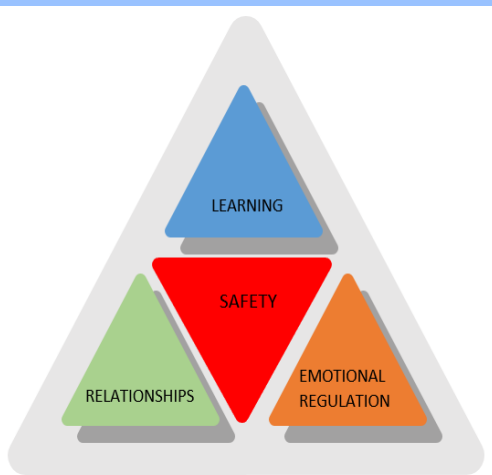 LEARNING
SAFETY
RELATIONSHIPS
EMOTIONAL
REGULATION